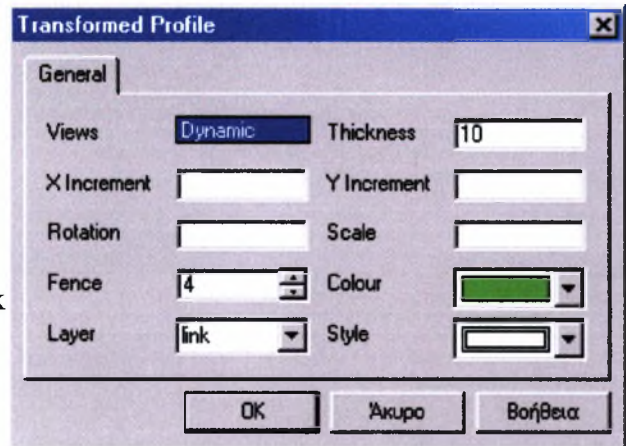 Transformed Profile
General
Views Dynamic Thickness 10
X Increment Y Increment
Rotation Scale
Fence 4 Colour
Layer link Style
OK Άκυρο Βοήθεια